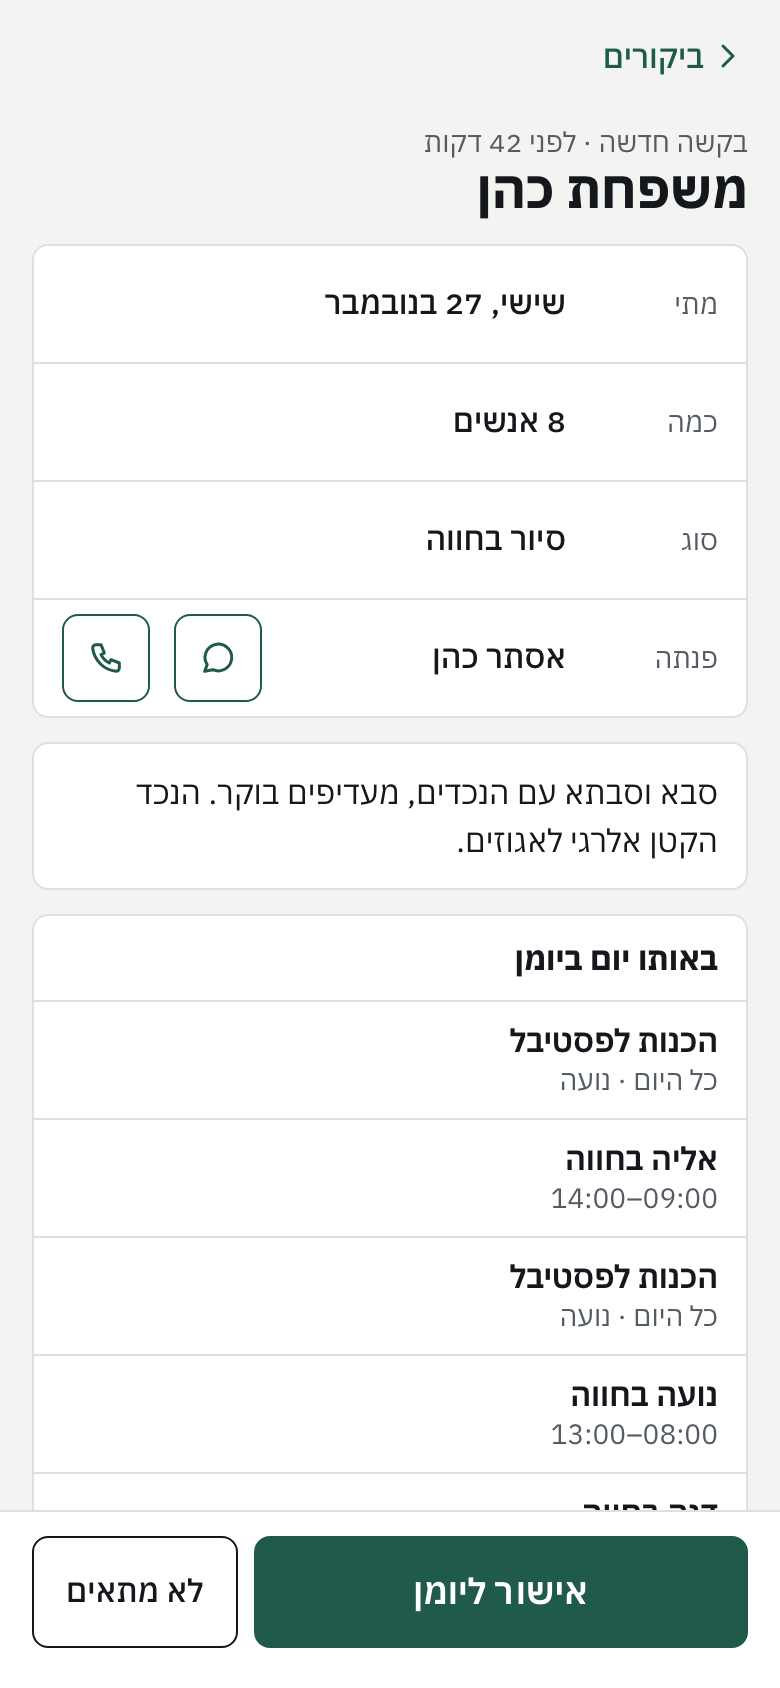 ביקורים
בקשה חדשה · לפני 42 דקות
משפחת כהן
מתי
שישי, 27 בנובמבר
כמה
8 אנשים
סוג
סיור בחווה
פנתה
אסתר כהן
סבא וסבתא עם הנכדים, מעדיפים בוקר. הנכד
הקטן אלרגי לאגוזים.
באותו יום ביומן
הכנות לפסטיבל
כל היום · נועה
אליה בחווה
09:00–14:00
הכנות לפסטיבל
כל היום · נועה
נועה בחווה
08:00–13:00
אישור ליומן
לא מתאים